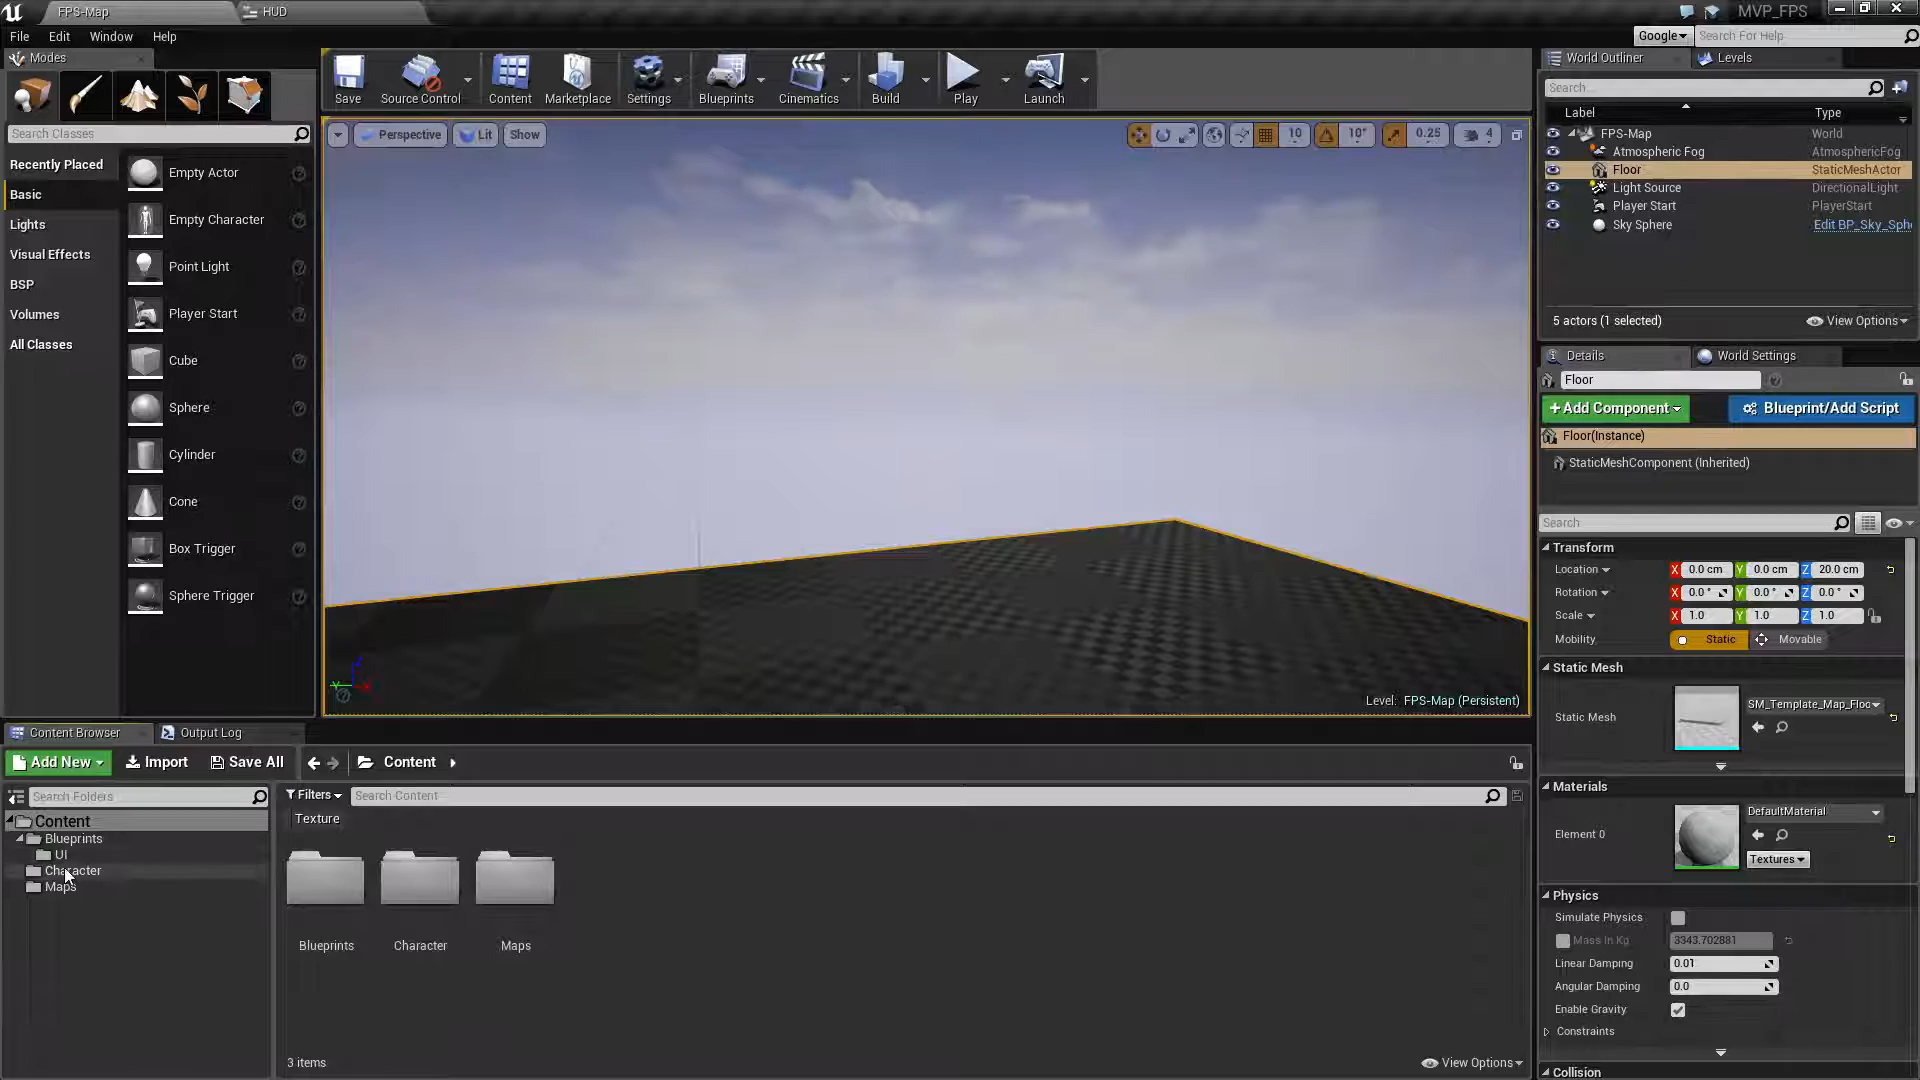 FPS-Map
HUD
MVP_FPS
File
Edit
Window
Help
Google
Search For Help
Modes
Save
Source Control
Content
Marketplace
Settings
Blueprints
Cinematics
Build
Play
Launch
World Outliner
Levels
Search Classes
Recently Placed
Basic
Lights
Visual Effects
BSP
Volumes
All Classes
Empty Actor
Empty Character
Point Light
Player Start
Cube
Sphere
Cylinder
Cone
Box Trigger
Sphere Trigger
Perspective
Lit
Show
10
10°
0.25
4
Level: FPS-Map (Persistent)
Search...
Label
Type
FPS-Map
World
Atmospheric Fog
AtmosphericFog
Floor
StaticMeshActor
Light Source
DirectionalLight
Player Start
PlayerStart
Sky Sphere
Edit BP_Sky_Sph
5 actors (1 selected)
View Options
Details
World Settings
Floor
+Add Component
Blueprint/Add Script
Floor(Instance)
StaticMeshComponent (Inherited)
Search
Transform
Location X 0.0 cm Y 0.0 cm Z 20.0 cm
Rotation X 0.0 ° Y 0.0 ° Z 0.0 °
Scale X 1.0 Y 1.0 Z 1.0
Mobility Static Movable
Static Mesh
Static Mesh
SM_Template_Map_Floo
Materials
Element 0
DefaultMaterial
Textures
Physics
Simulate Physics
Mass In Kg 3343.702881
Linear Damping 0.01
Angular Damping 0.0
Enable Gravity
Constraints
Collision
Content Browser
Output Log
Add New
Import
Save All
Content
Search Folders
Content
Blueprints
UI
Character
Maps
Filters
Search Content
Texture
Blueprints
Character
Maps
3 items
View Options